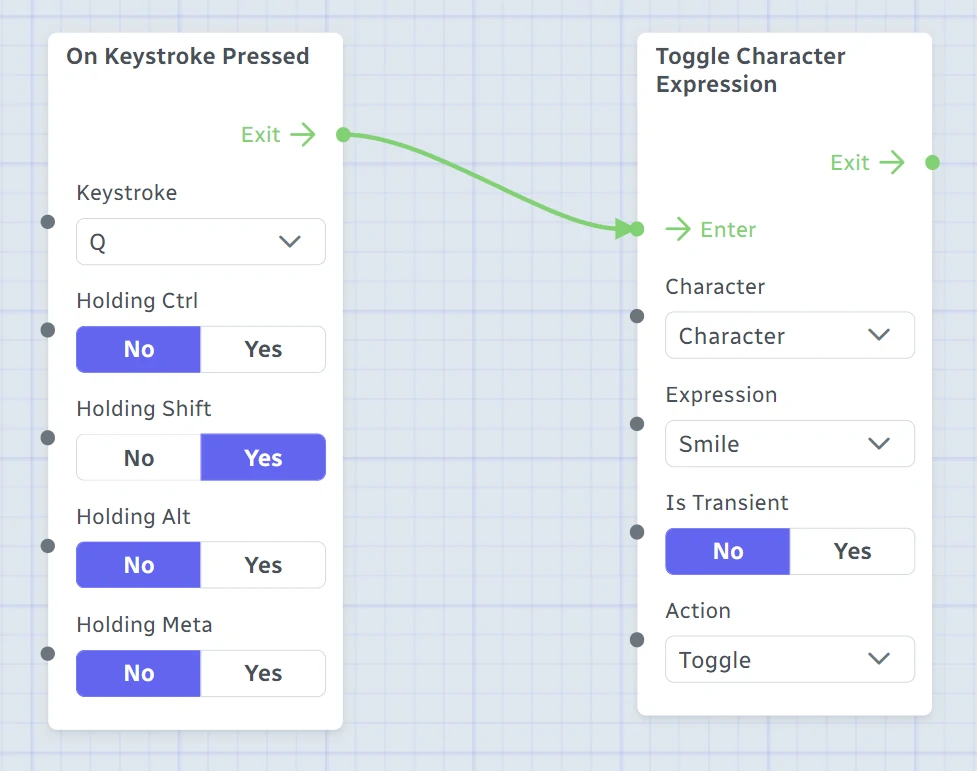 On Keystroke Pressed
Exit
Keystroke
Q
Holding Ctrl
No Yes
Holding Shift
No Yes
Holding Alt
No Yes
Holding Meta
No Yes
Toggle Character
Expression
Exit
Enter
Character
Character
Expression
Smile
Is Transient
No Yes
Action
Toggle